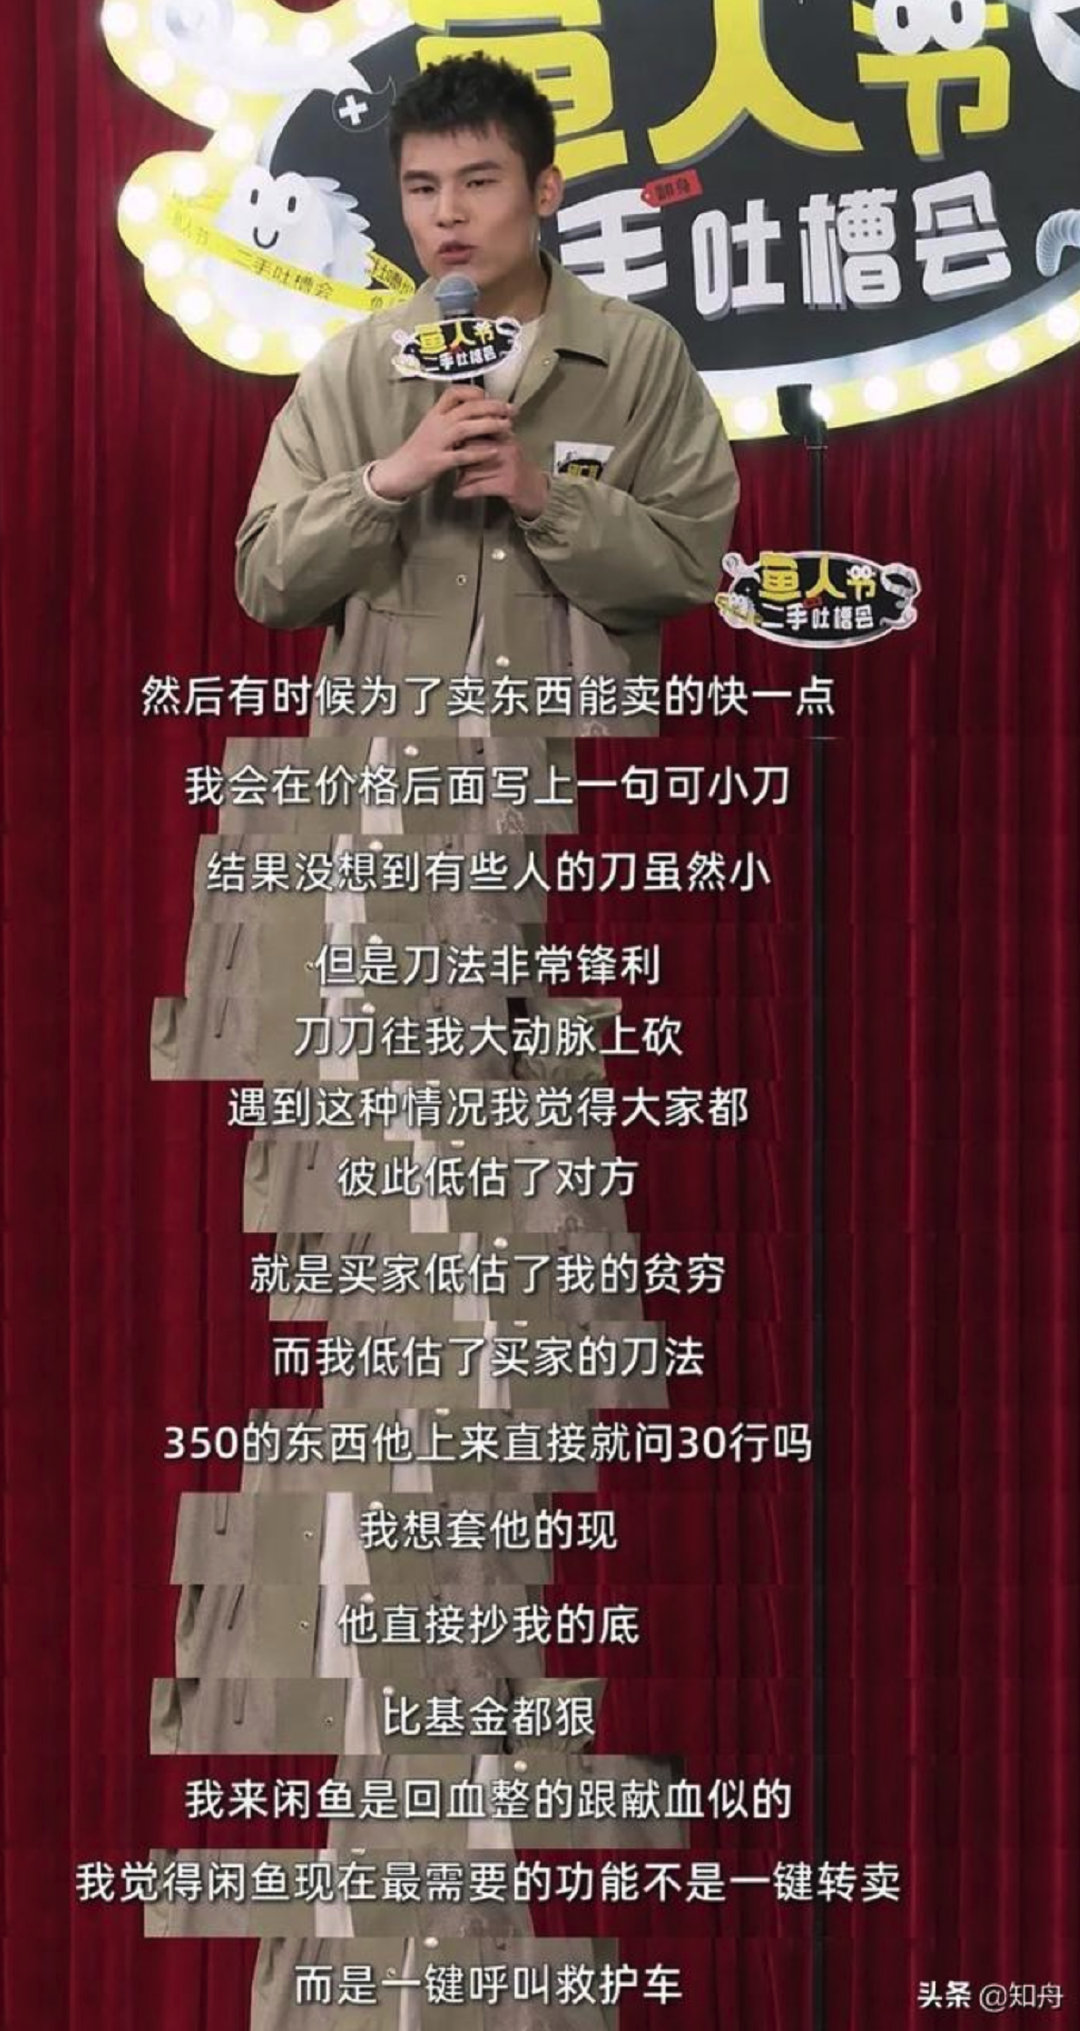 鱼人节
翻身
二手吐槽会
二手吐槽会
鱼人节
二手吐槽会
鱼人节
二手吐槽会
然后有时候为了卖东西能卖的快一点
我会在价格后面写上一句可小刀
结果没想到有些人的刀虽然小
但是刀法非常锋利
刀刀往我大动脉上砍
遇到这种情况我觉得大家都
彼此低估了对方
就是买家低估了我的贫穷
而我低估了买家的刀法
350的东西他上来直接就问30行吗
我想套他的现
他直接抄我的底
比基金都狠
我来闲鱼是回血整的跟献血似的
我觉得闲鱼现在最需要的功能不是一键转卖
而是一键呼叫救护车
头条 @知舟